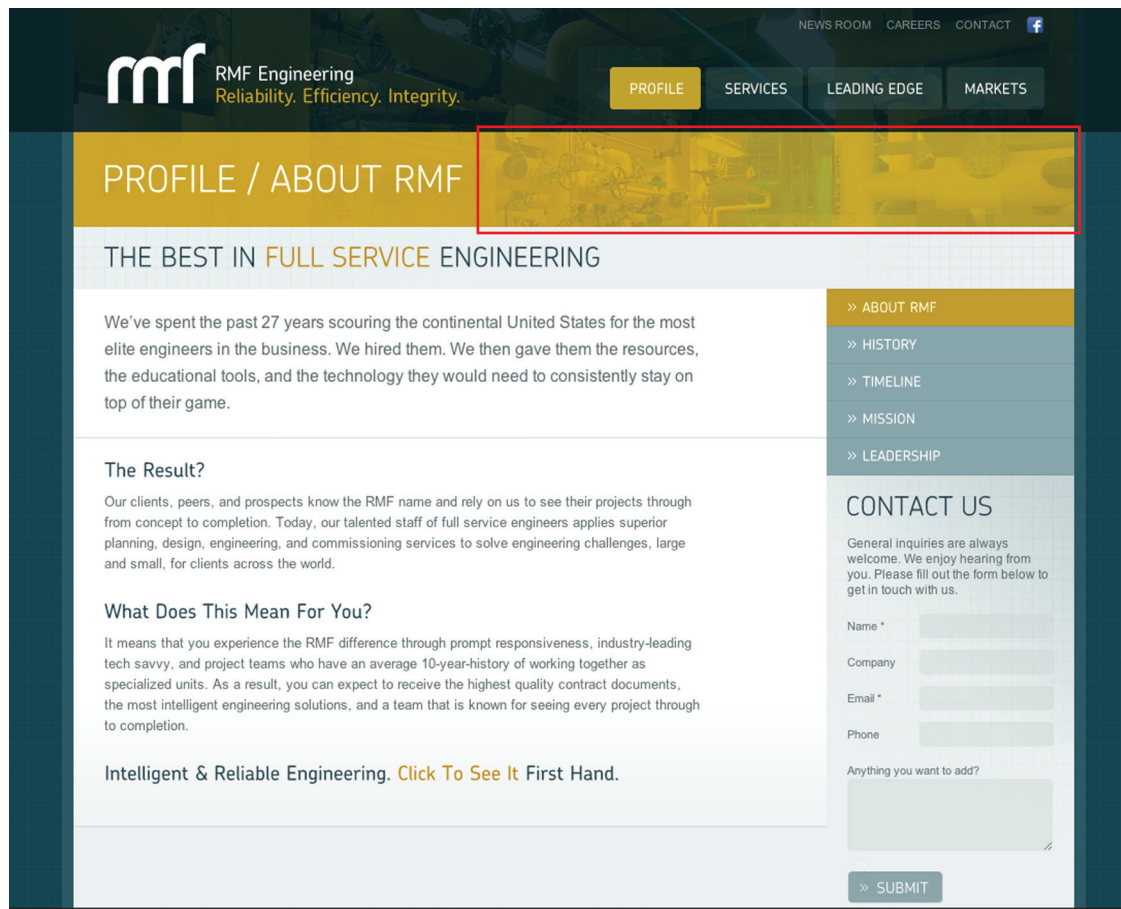 NEWS ROOM CAREERS CONTACT f
rmf
RMF Engineering
Reliability. Efficiency. Integrity.
PROFILE SERVICES LEADING EDGE MARKETS
PROFILE / ABOUT RMF
THE BEST IN FULL SERVICE ENGINEERING
We've spent the past 27 years scouring the continental United States for the most
elite engineers in the business. We hired them. We then gave them the resources,
the educational tools, and the technology they would need to consistently stay on
top of their game.
The Result?
Our clients, peers, and prospects know the RMF name and rely on us to see their projects through
from concept to completion. Today, our talented staff of full service engineers applies superior
planning, design, engineering, and commissioning services to solve engineering challenges, large
and small, for clients across the world.
What Does This Mean For You?
It means that you experience the RMF difference through prompt responsiveness, industry-leading
tech savvy, and project teams who have an average 10-year-history of working together as
specialized units. As a result, you can expect to receive the highest quality contract documents,
the most intelligent engineering solutions, and a team that is known for seeing every project through
to completion.
Intelligent & Reliable Engineering. Click To See It First Hand.
» ABOUT RMF
» HISTORY
» TIMELINE
» MISSION
» LEADERSHIP
CONTACT US
General inquiries are always
welcome. We enjoy hearing from
you. Please fill out the form below to
get in touch with us.
Name *
Company
Email *
Phone
Anything you want to add?
» SUBMIT